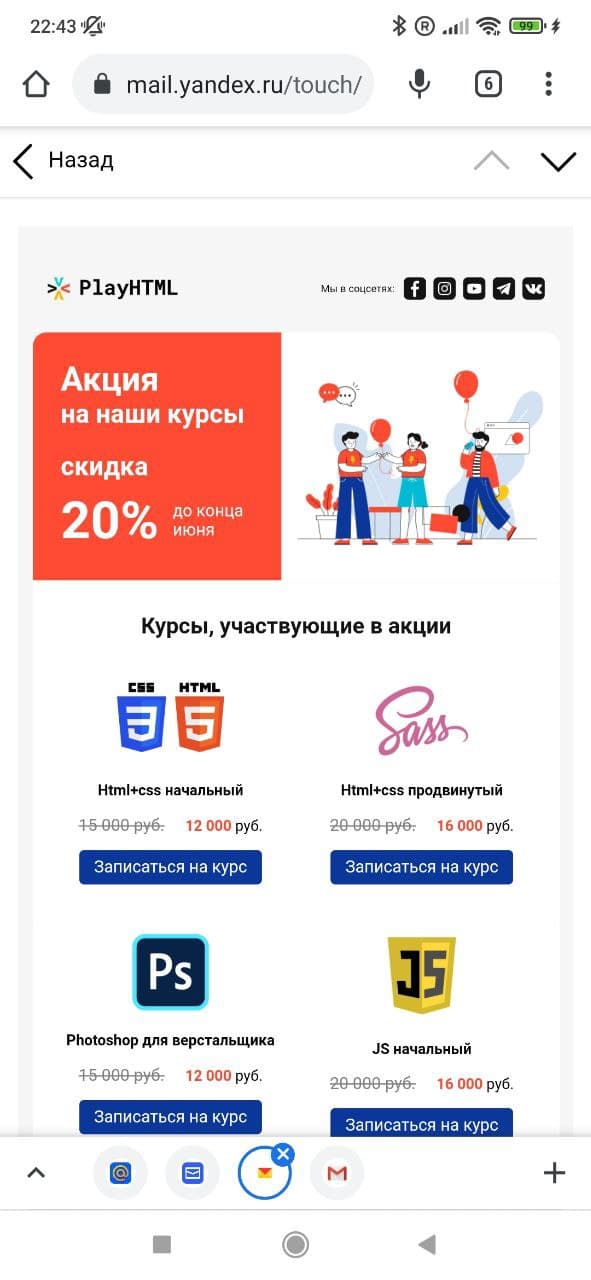 22:43
99
mail.yandex.ru/touch/
6
Назад
PlayHTML
Мы в соцсетях:
Акция
на наши курсы
скидка
20% до конца
июня
Курсы, участвующие в акции
CSS HTML
3 5
Sass
Html+css начальный
15 000 руб. 12 000 руб.
Записаться на курс
Html+css продвинутый
20 000 руб. 16 000 руб.
Записаться на курс
Ps
Photoshop для верстальщика
15 000 руб. 12 000 руб.
Записаться на курс
JS
JS начальный
20 000 руб. 16 000 руб.
Записаться на курс